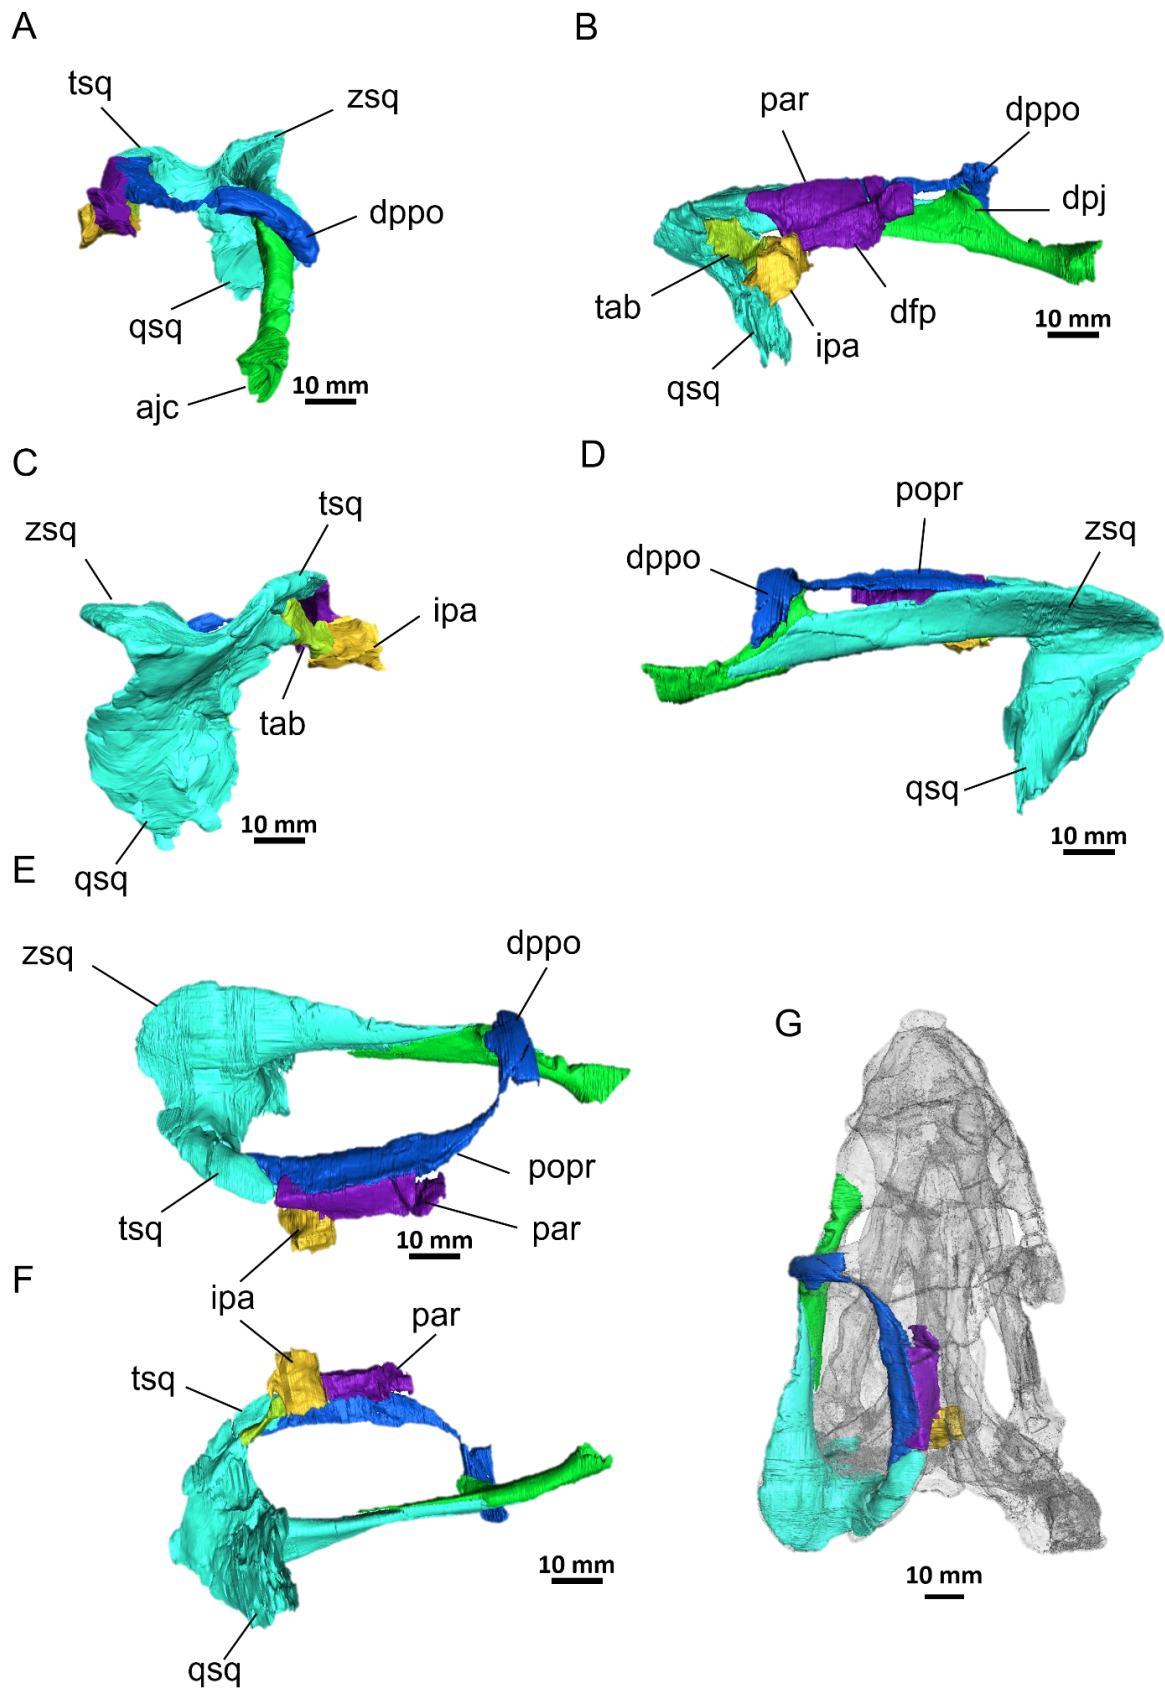 A
tsq
zsq
dppo
qsq
ajc
10 mm
B
par
dppo
dpj
tab
dfp
ipa
qsq
10 mm
C
zsq
tsq
ipa
tab
qsq
10 mm
D
popr
dppo
zsq
qsq
10 mm
E
zsq
dppo
popr
tsq
par
10 mm
ipa
F
par
tsq
10 mm
qsq
G
10 mm